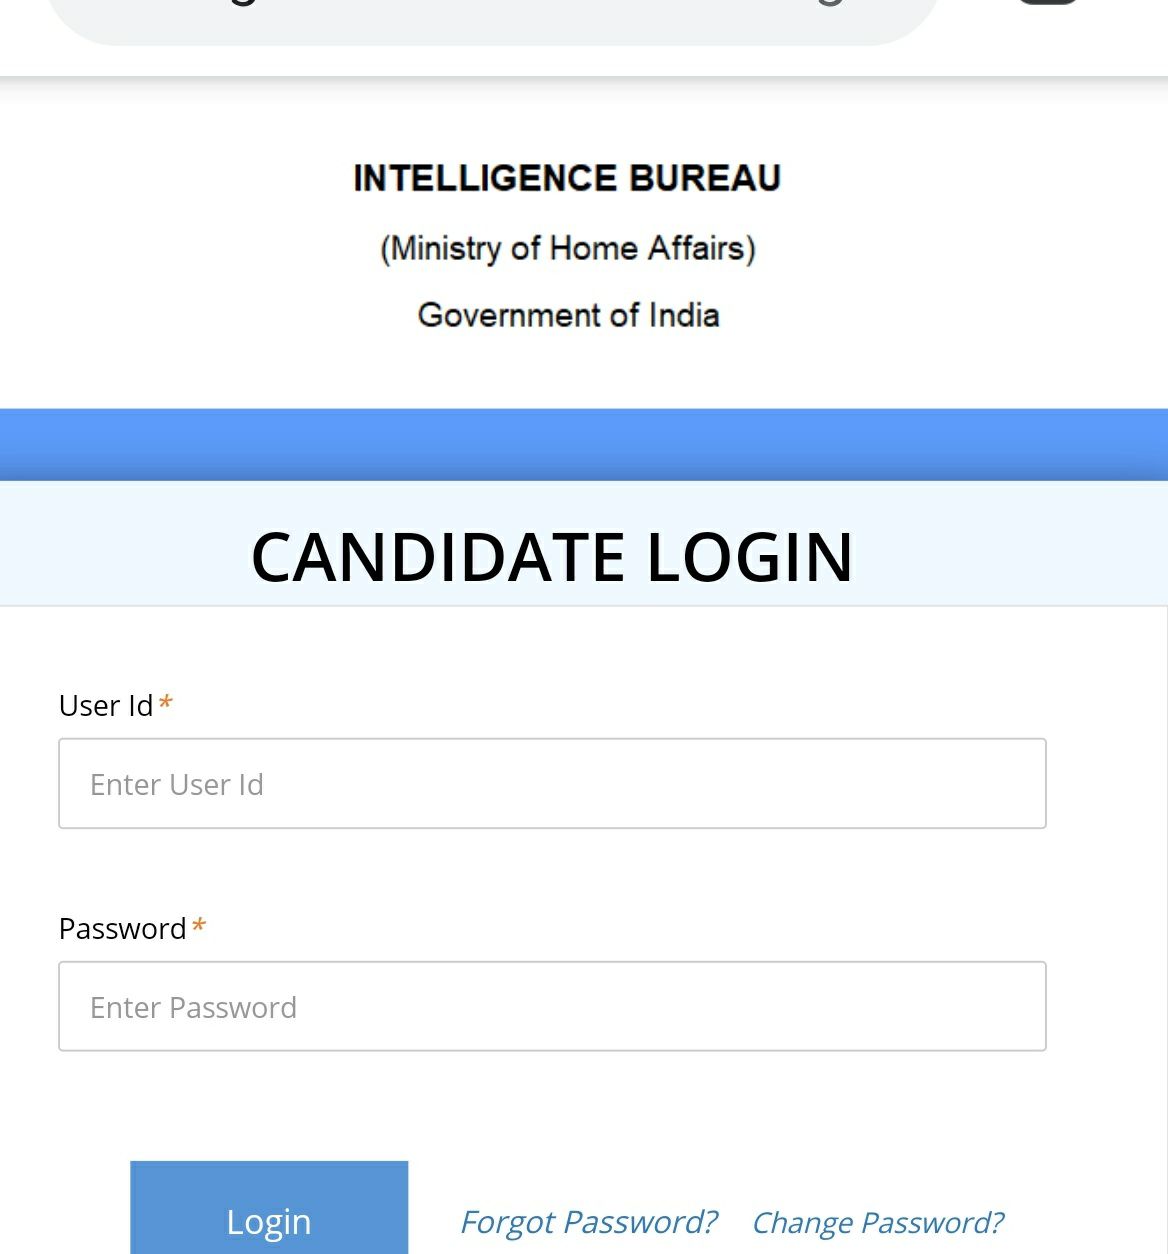 INTELLIGENCE BUREAU
(Ministry of Home Affairs)
Government of India
CANDIDATE LOGIN
User Id*
Enter User Id
Password*
Enter Password
Login Forgot Password? Change Password?